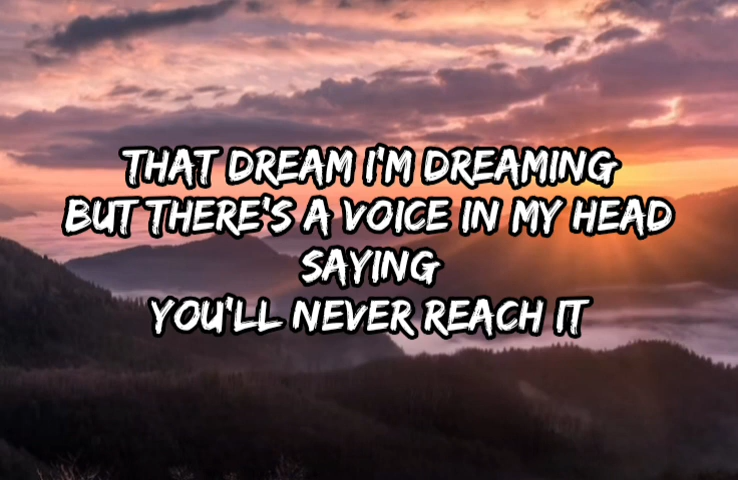 THAT DREAM I'M DREAMING
BUT THERE'S A VOICE IN MY HEAD
SAYING
YOU'LL NEVER REACH IT